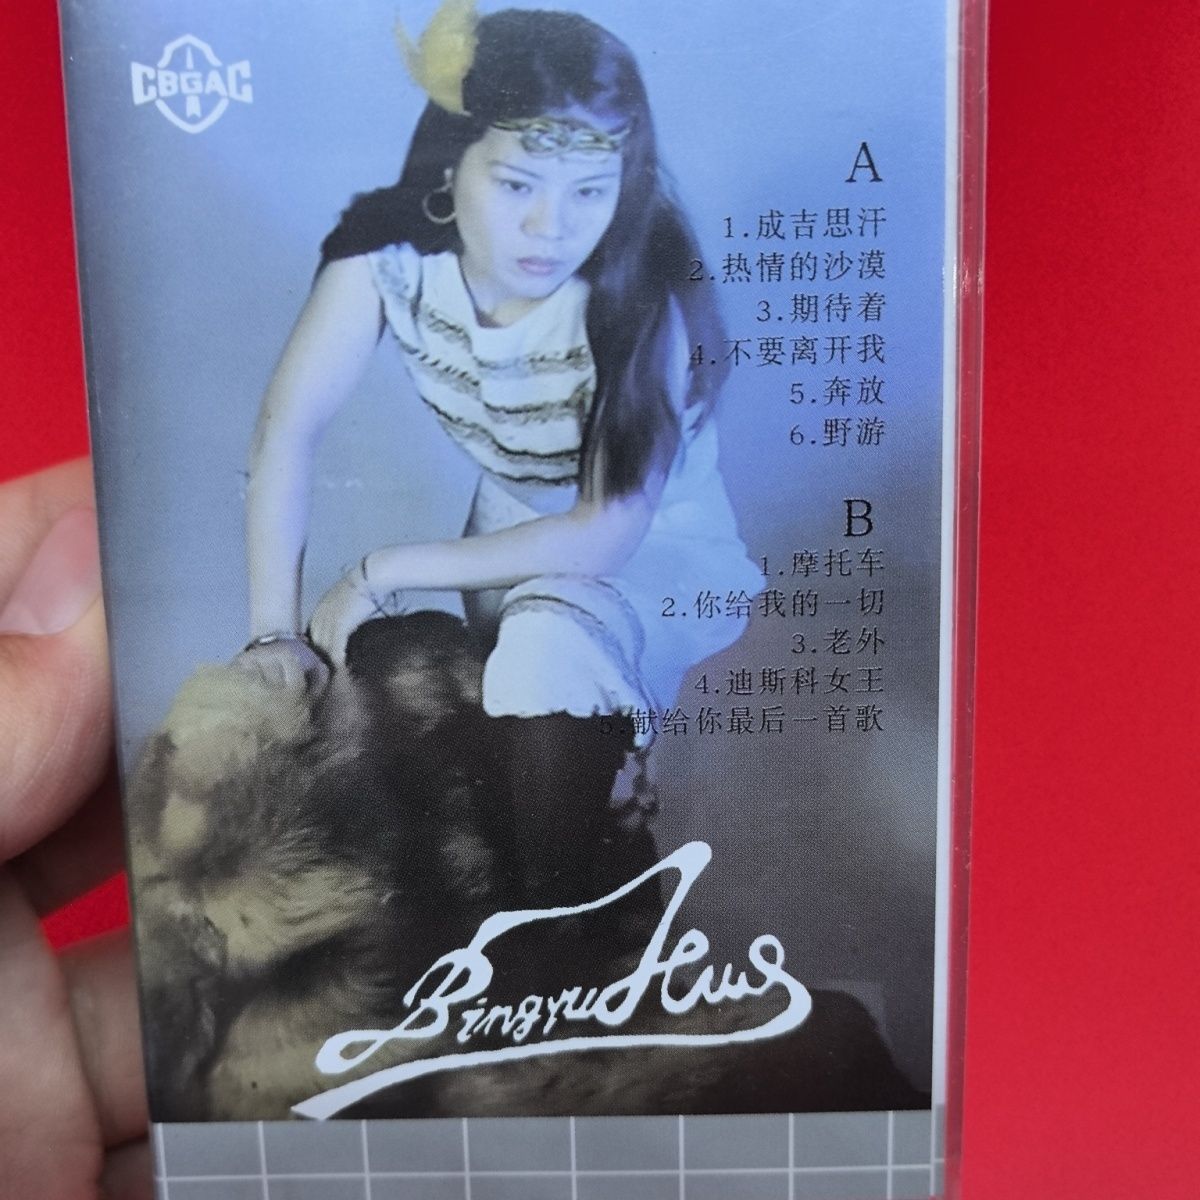 CBGAC
A
1.成吉思汗
2.热情的沙漠
3.期待着
4.不要离开我
5.奔放
6.野游
B
1.摩托车
2.你给我的一切
3.老外
4.迪斯科女王
5.献给你最后一首歌
Bingyu Hua